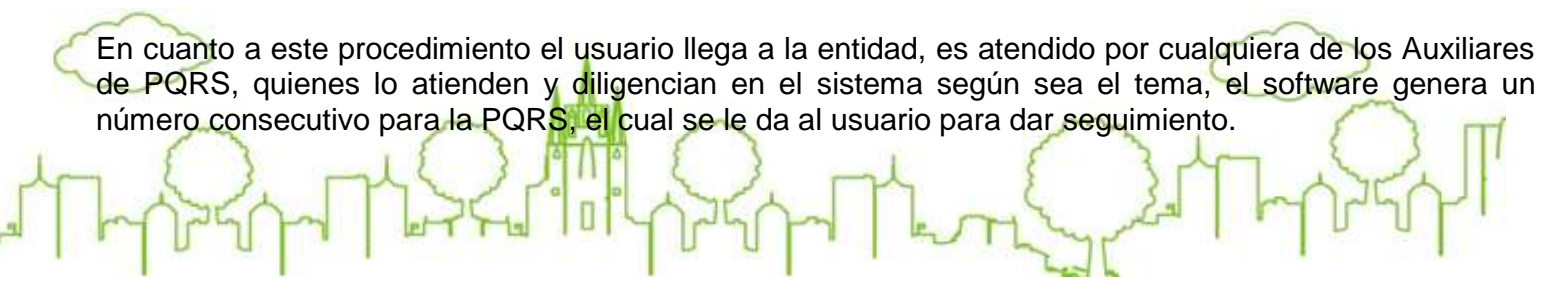 En cuanto a este procedimiento el usuario llega a la entidad, es atendido por cualquiera de los Auxiliares
de PQRS, quienes lo atienden y diligencian en el sistema según sea el tema, el software genera un
número consecutivo para la PQRS, el cual se le da al usuario para dar seguimiento.